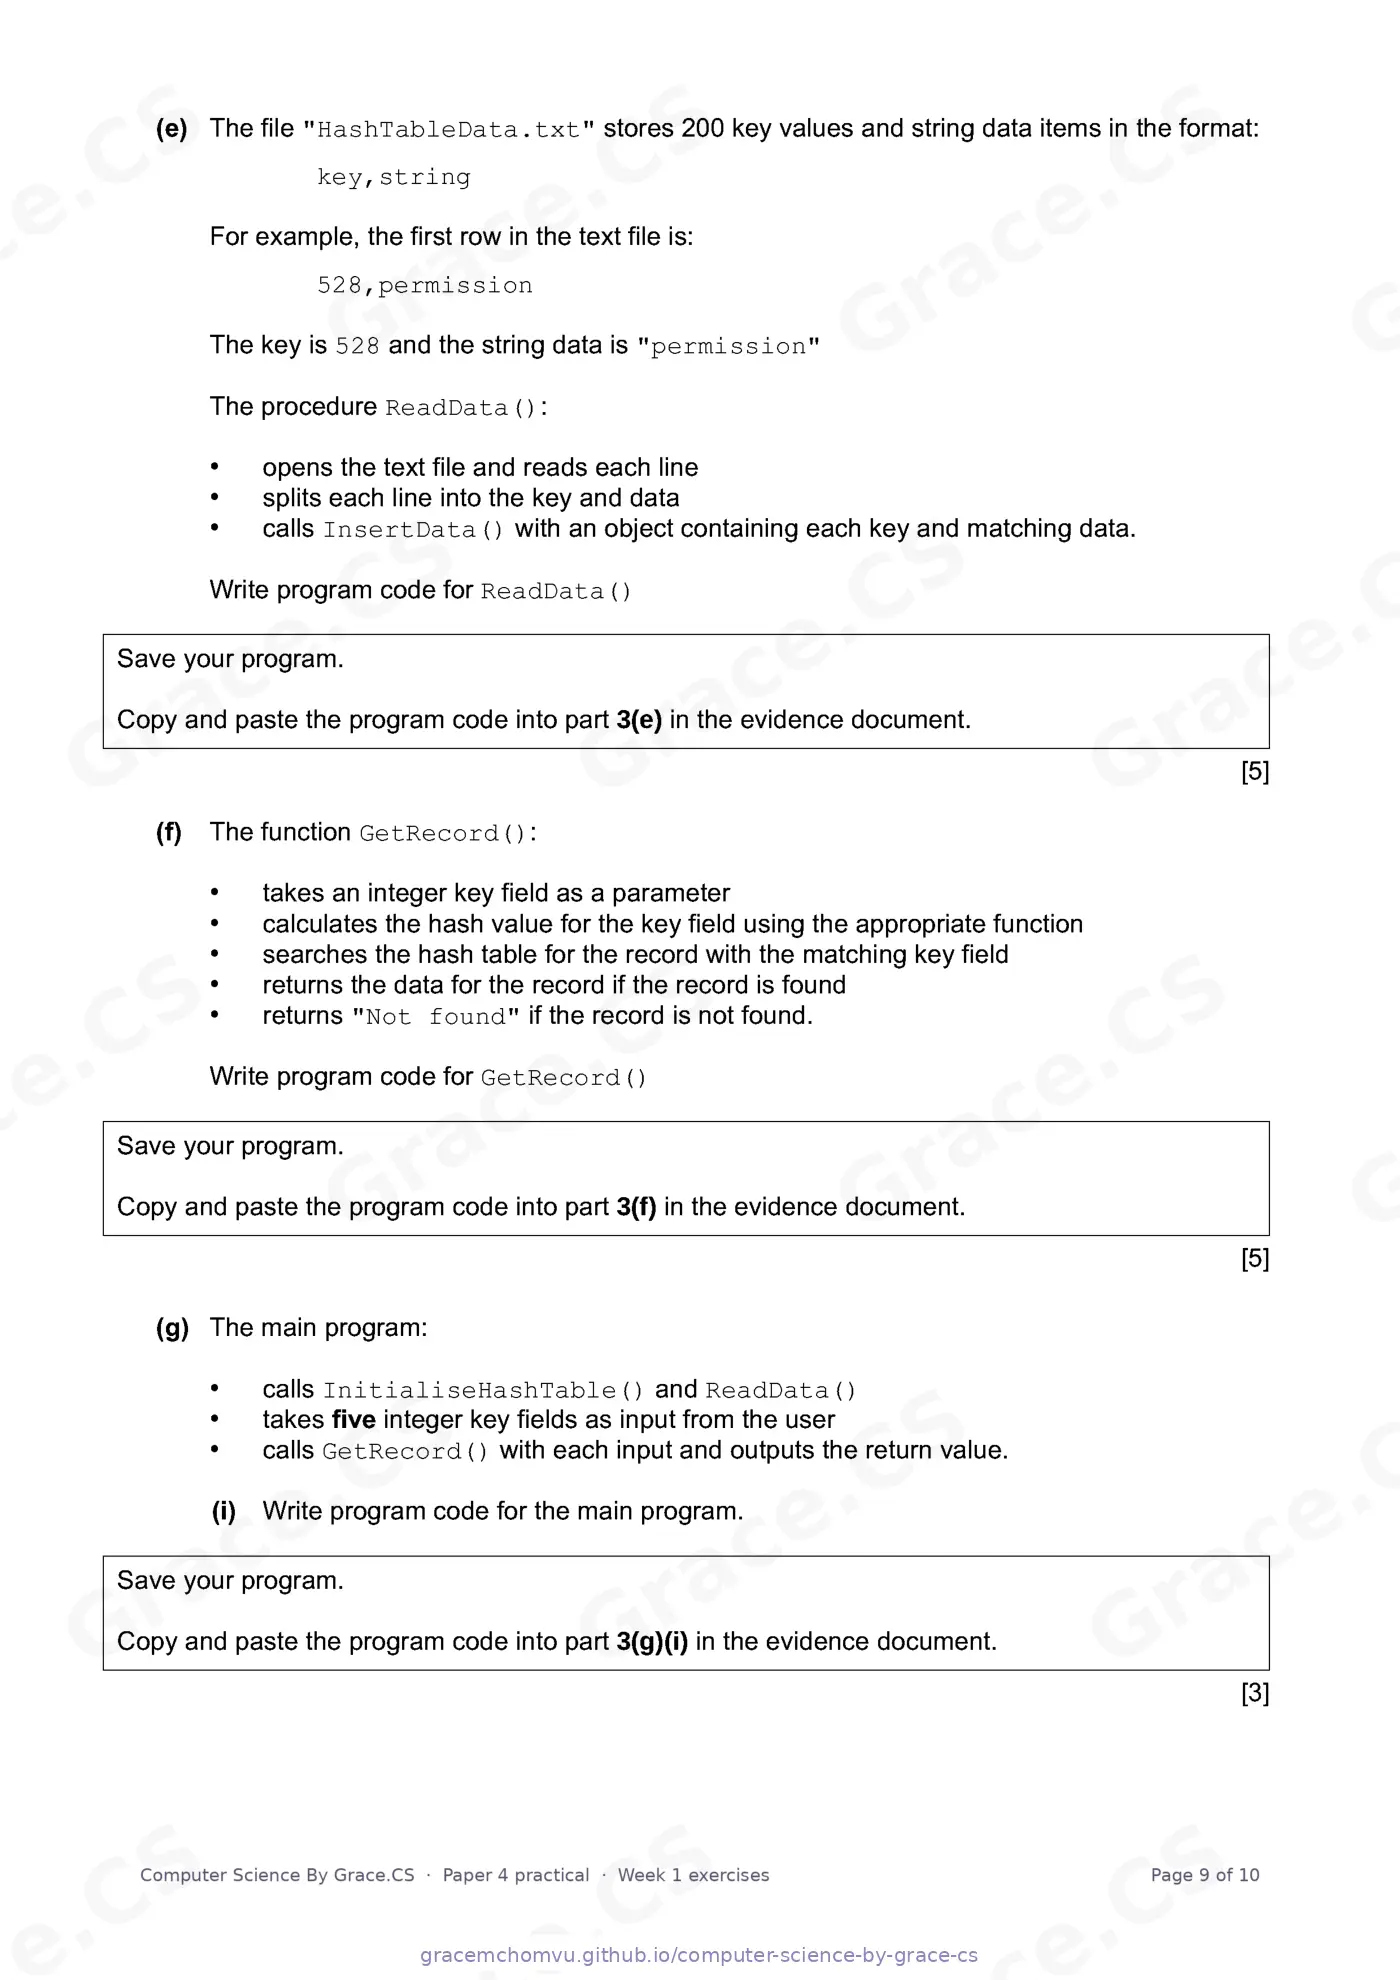 (e) The file "HashTableData.txt" stores 200 key values and string data items in the format:
key,string
For example, the first row in the text file is:
528,permission
The key is 528 and the string data is "permission"
The procedure ReadData():
• opens the text file and reads each line
• splits each line into the key and data
• calls InsertData() with an object containing each key and matching data.
Write program code for ReadData()
Save your program.
Copy and paste the program code into part 3(e) in the evidence document.
[5]
(f) The function GetRecord():
• takes an integer key field as a parameter
• calculates the hash value for the key field using the appropriate function
• searches the hash table for the record with the matching key field
• returns the data for the record if the record is found
• returns "Not found" if the record is not found.
Write program code for GetRecord()
Save your program.
Copy and paste the program code into part 3(f) in the evidence document.
[5]
(g) The main program:
• calls InitialiseHashTable() and ReadData()
• takes five integer key fields as input from the user
• calls GetRecord() with each input and outputs the return value.
(i) Write program code for the main program.
Save your program.
Copy and paste the program code into part 3(g)(i) in the evidence document.
[3]
Computer Science By Grace.CS · Paper 4 practical · Week 1 exercises Page 9 of 10
gracemchomvu.github.io/computer-science-by-grace-cs